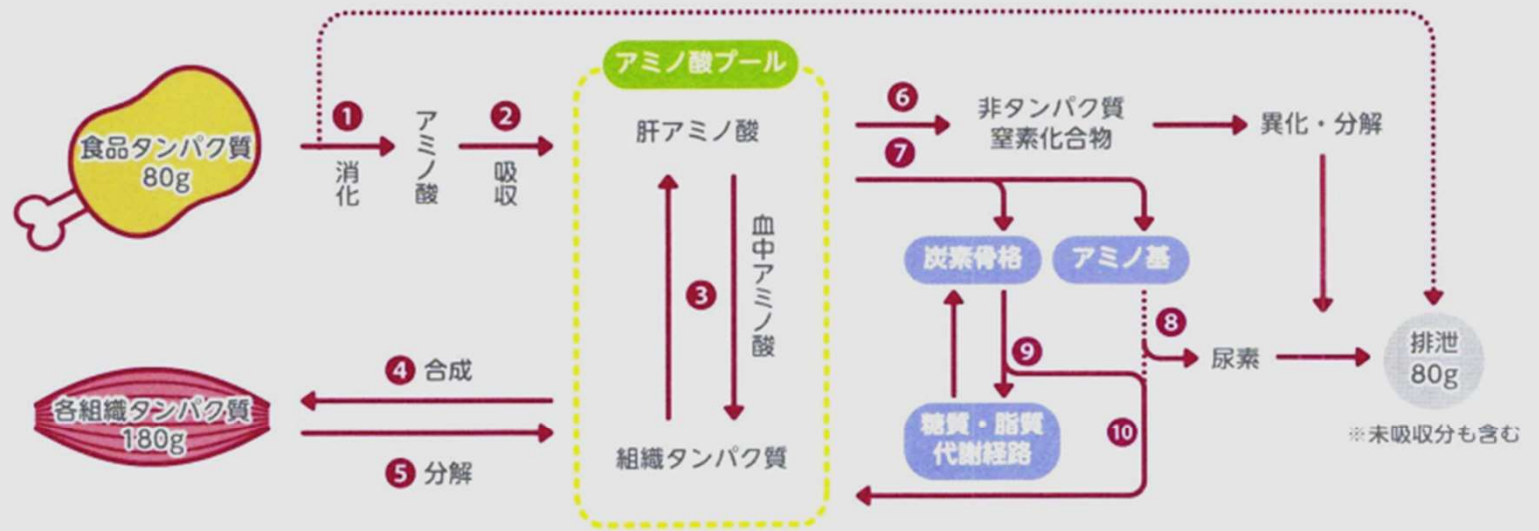 アミノ酸プール
食品タンパク質
80g
❶
消化
アミノ酸
❷
吸収
肝アミノ酸
❸
血中アミノ酸
組織タンパク質
各組織タンパク質
180g
❹ 合成
❺ 分解
❻
非タンパク質
窒素化合物
異化・分解
❼
炭素骨格
アミノ基
❽
尿素
排泄
80g
※未吸収分も含む
❾
糖質・脂質
代謝経路
❿